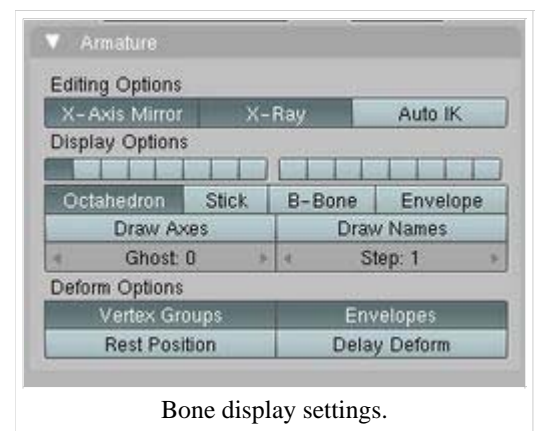 Armature
Editing Options
X-Axis Mirror X-Ray Auto IK
Display Options
Octahedron Stick B-Bone Envelope
Draw Axes Draw Names
Ghost: 0 Step: 1
Deform Options
Vertex Groups Envelopes
Rest Position Delay Deform
Bone display settings.